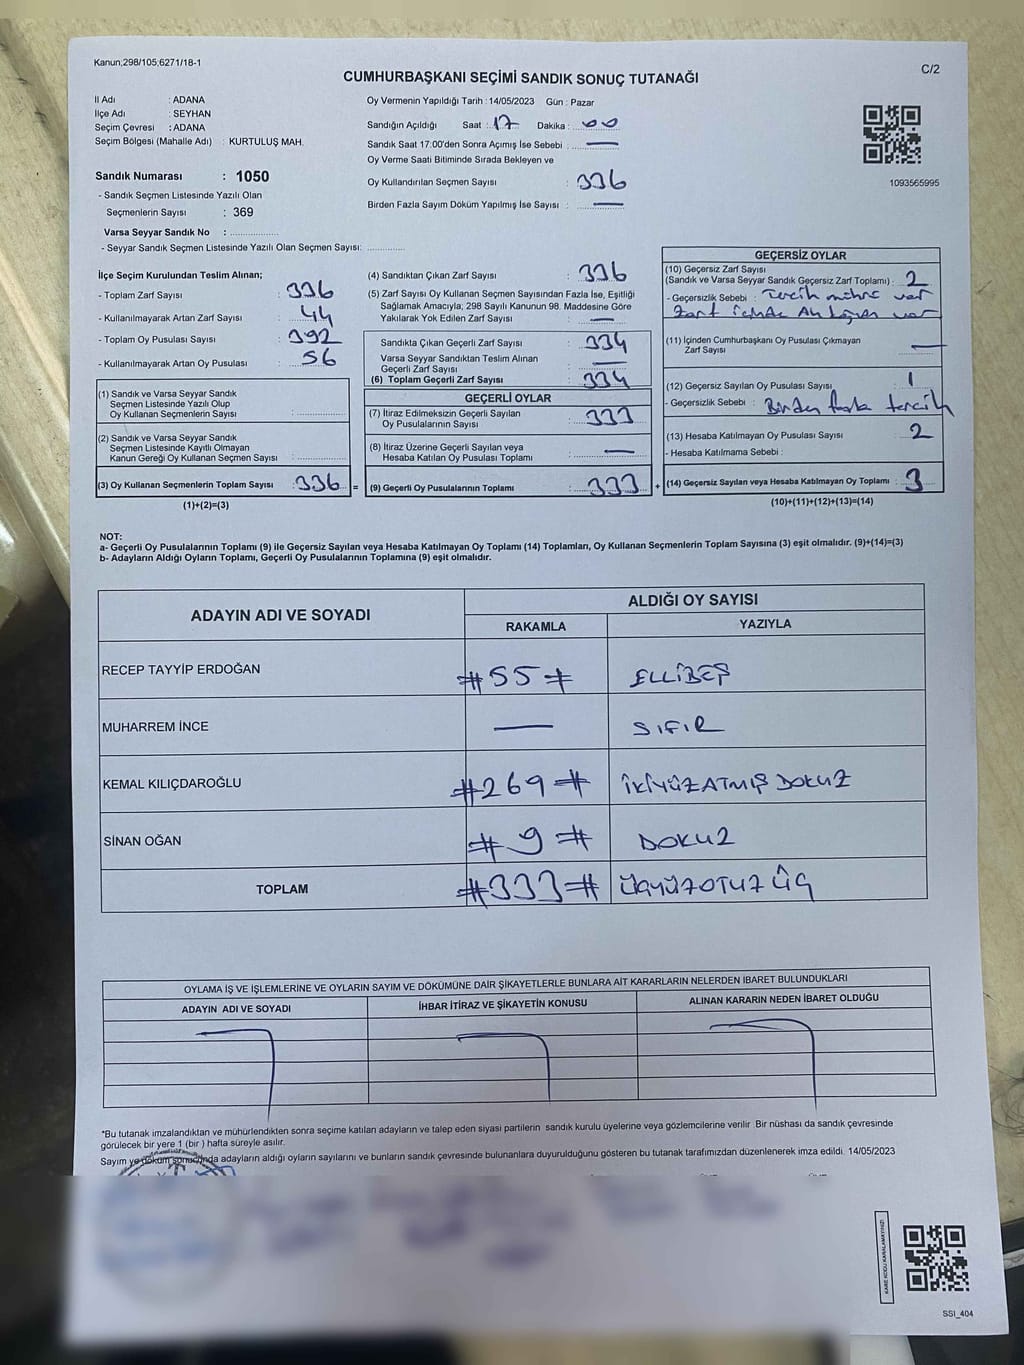 Kanun;298/105;6271/18-1
CUMHURBAŞKANI SEÇİMİ SANDIK SONUÇ TUTANAĞI
C/2
İl Adı : ADANA
İlçe Adı : SEYHAN
Seçim Çevresi : ADANA
Seçim Bölgesi (Mahalle Adı) : KURTULUŞ MAH.
Sandık Numarası : 1050
- Sandık Seçmen Listesinde Yazılı Olan
Seçmenlerin Sayısı : 369
Varsa Seyyar Sandık No : ..................
- Seyyar Sandık Seçmen Listesinde Yazılı Olan Seçmen Sayısı: ..............
Oy Vermenin Yapıldığı Tarih : 14/05/2023 Gün : Pazar
Sandığın Açıldığı Saat : 17 Dakika : 00
Sandık Saat 17:00'den Sonra Açımış İse Sebebi : —
Oy Verme Saati Bitiminde Sırada Bekleyen ve
Oy Kullandırılan Seçmen Sayısı : 336
Birden Fazla Sayım Döküm Yapılmış İse Sayısı : —
1093565995
İlçe Seçim Kurulundan Teslim Alınan;
- Toplam Zarf Sayısı : 336
- Kullanılmayarak Artan Zarf Sayısı : 44
- Toplam Oy Pusulası Sayısı : 392
- Kullanılmayarak Artan Oy Pusulası : 56
(1) Sandık ve Varsa Seyyar Sandık
Seçmen Listesinde Yazılı Olup
Oy Kullanan Seçmenlerin Sayısı : ..............
(2) Sandık ve Varsa Seyyar Sandık
Seçmen Listesinde Kayıtlı Olmayan
Kanun Gereği Oy Kullanan Seçmen Sayısı : ..............
(3) Oy Kullanan Seçmenlerin Toplam Sayısı : 336 =
(1)+(2)=(3)
(4) Sandıktan Çıkan Zarf Sayısı : 336
(5) Zarf Sayısı Oy Kullanan Seçmen Sayısından Fazla İse, Eşitliği
Sağlamak Amacıyla; 298 Sayılı Kanunun 98. Maddesine Göre
Yakılarak Yok Edilen Zarf Sayısı : —
Sandıkta Çıkan Geçerli Zarf Sayısı : 334
Varsa Seyyar Sandıktan Teslim Alınan
Geçerli Zarf Sayısı : —
(6) Toplam Geçerli Zarf Sayısı : 334
GEÇERLİ OYLAR
(7) İtiraz Edilmeksizin Geçerli Sayılan
Oy Pusulalarının Sayısı : 333
(8) İtiraz Üzerine Geçerli Sayılan veya
Hesaba Katılan Oy Pusulası Toplamı : —
(9) Geçerli Oy Pusulalarının Toplamı : 333 +
GEÇERSİZ OYLAR
(10) Geçersiz Zarf Sayısı
(Sandık ve Varsa Seyyar Sandık Geçersiz Zarf Toplamı) : 2
- Geçersizlik Sebebi : Tercih mührü var
Zarf içinde var
(11) İçinden Cumhurbaşkanı Oy Pusulası Çıkmayan
Zarf Sayısı : —
(12) Geçersiz Sayılan Oy Pusulası Sayısı : 1
- Geçersizlik Sebebi : Birden fazla tercih
(13) Hesaba Katılmayan Oy Pusulası Sayısı : 2
- Hesaba Katılmama Sebebi :
(14) Geçersiz Sayılan veya Hesaba Katılmayan Oy Toplamı : 3
(10)+(11)+(12)+(13)=(14)
NOT:
a- Geçerli Oy Pusulalarının Toplamı (9) ile Geçersiz Sayılan veya Hesaba Katılmayan Oy Toplamı (14) Toplamları, Oy Kullanan Seçmenlerin Toplam Sayısına (3) eşit olmalıdır. (9)+(14)=(3)
b- Adayların Aldığı Oyların Toplamı, Geçerli Oy Pusulalarının Toplamına (9) eşit olmalıdır.
ADAYIN ADI VE SOYADI
ALDIĞI OY SAYISI
RAKAMLA YAZIYLA
RECEP TAYYİP ERDOĞAN #55# ELLİBEŞ
MUHARREM İNCE — SIFIR
KEMAL KILIÇDAROĞLU #269# İKİYÜZATMIŞ DOKUZ
SİNAN OĞAN #9# DOKUZ
TOPLAM #333# ÜÇYÜZOTUZ ÜÇ
OYLAMA İŞ VE İŞLEMLERİNE VE OYLARIN SAYIM VE DÖKÜMÜNE DAİR ŞİKAYETLERLE BUNLARA AİT KARARLARIN NELERDEN İBARET BULUNDUKLARI
ADAYIN ADI VE SOYADI İHBAR İTİRAZ VE ŞİKAYETİN KONUSU ALINAN KARARIN NEDEN İBARET OLDUĞU
*Bu tutanak imzalandıktan ve mühürlendikten sonra seçime katılan adayların ve talep eden siyasi partilerin sandık kurulu üyelerine veya gözlemcilerine verilir. Bir nüshası da sandık çevresinde
görülecek bir yere 1 (bir ) hafta süreyle asılır.
Sayım ve döküm sonucunda adayların aldığı oyların sayılarını ve bunların sandık çevresinde bulunanlara duyurulduğunu gösteren bu tutanak tarafımızdan düzenlenerek imza edildi. 14/05/2023
KARE KODU KARALAMAYINIZ!
SSI_404